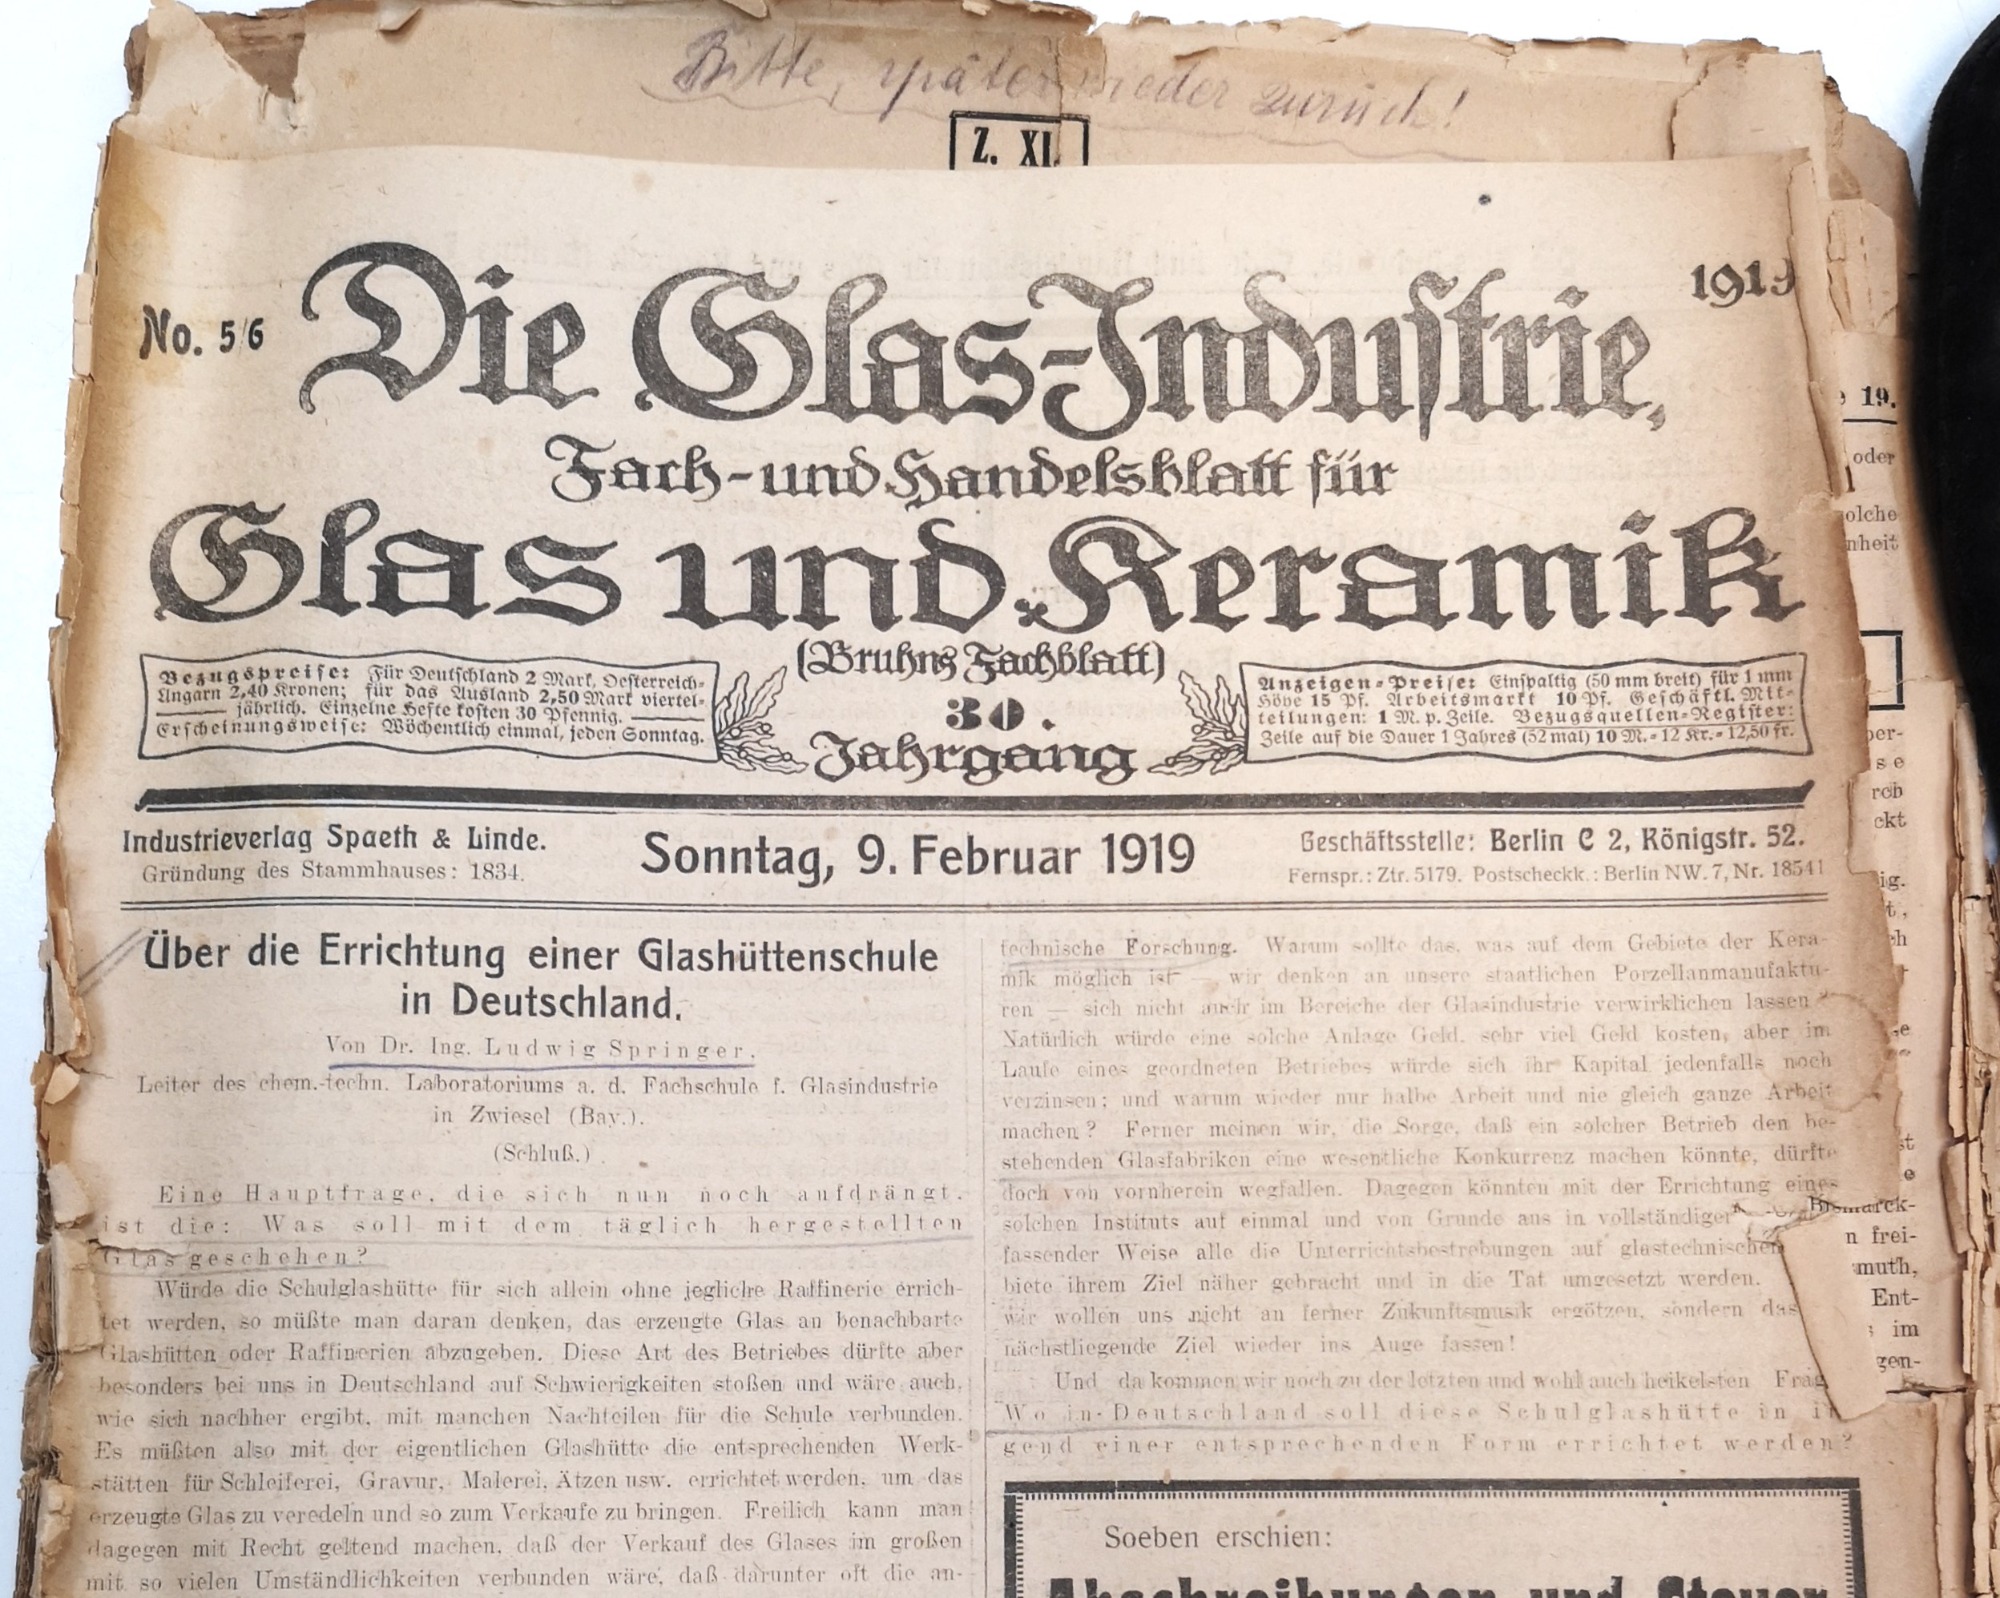 Bitte, später wieder zurück!
Z. XI.
1919
No. 5/6
Die Glas-Industrie,
Fach- und Handelsblatt für
Glas und Keramik
(Bruhns Fachblatt)
30.
Jahrgang
Bezugspreise: Für Deutschland 2 Mark, Oesterreich-
Ungarn 2,40 Kronen; für das Ausland 2,50 Mark viertel-
jährlich. Einzelne Hefte kosten 30 Pfennig.
Erscheinungsweise: Wöchentlich einmal, jeden Sonntag.
Anzeigen-Preise: Einspaltig (50 mm breit) für 1 mm
Höhe 15 Pf. Arbeitsmarkt 10 Pf. Geschäftl. Mit-
teilungen: 1 M. p. Zeile. Bezugsquellen-Register:
Zeile auf die Dauer 1 Jahres (52 mal) 10 M.= 12 Kr.= 12,50 fr.
Industrieverlag Spaeth & Linde.
Gründung des Stammhauses: 1834.
Sonntag, 9. Februar 1919
Geschäftsstelle: Berlin C 2, Königstr. 52.
Fernspr.: Ztr. 5179. Postscheckk.: Berlin NW. 7, Nr. 18541
Über die Errichtung einer Glashüttenschule
in Deutschland.
Von Dr. Ing. Ludwig Springer.
Leiter des chem.-techn. Laboratoriums a. d. Fachschule f. Glasindustrie
in Zwiesel (Bay.).
(Schluß.)
Eine Hauptfrage, die sich nun noch aufdrängt,
ist die: Was soll mit dem täglich hergestellten
Glas geschehen?
Würde die Schulglashütte für sich allein ohne jegliche Raffinerie errich-
tet werden, so müßte man daran denken, das erzeugte Glas an benachbarte
Glashütten oder Raffinerien abzugeben. Diese Art des Betriebes dürfte aber
besonders bei uns in Deutschland auf Schwierigkeiten stoßen und wäre auch,
wie sich nachher ergibt, mit manchen Nachteilen für die Schule verbunden.
Es müßten also mit der eigentlichen Glashütte die entsprechenden Werk-
stätten für Schleiferei, Gravur, Malerei, Ätzen usw. errichtet werden, um das
erzeugte Glas zu veredeln und so zum Verkaufe zu bringen. Freilich kann man
dagegen mit Recht geltend machen, daß der Verkauf des Glases im großen
mit so vielen Umständlichkeiten verbunden wäre, daß darunter oft die an-
technische Forschung. Warum sollte das, was auf dem Gebiete der Kera-
mik möglich ist — wir denken an unsere staatlichen Porzellanmanufaktu-
ren — sich nicht auch im Bereiche der Glasindustrie verwirklichen lassen?
Natürlich würde eine solche Anlage Geld, sehr viel Geld kosten, aber im
Laufe eines geordneten Betriebes würde sich ihr Kapital jedenfalls noch
verzinsen; und warum wieder nur halbe Arbeit und nie gleich ganze Arbeit
machen? Ferner meinen wir, die Sorge, daß ein solcher Betrieb den be-
stehenden Glasfabriken eine wesentliche Konkurrenz machen könnte, dürfte
doch von vornherein wegfallen. Dagegen könnten mit der Errichtung eines
solchen Instituts auf einmal und von Grunde aus in vollständiger
fassender Weise alle die Unterrichtsbestrebungen auf glastechnischem
biete ihrem Ziel näher gebracht und in die Tat umgesetzt werden.
wir wollen uns nicht an ferner Zukunftsmusik ergötzen, sondern das
nächstliegende Ziel wieder ins Auge fassen!
Und da kommen wir noch zu der letzten und wohl auch heikelsten Frag
Wo in Deutschland soll diese Schulglashütte in ir
gend einer entsprechenden Form errichtet werden?
Soeben erschien:
Abschreibungen und Steuer
19.
oder
olche
nheit
rch
ckt
ig.
Bismarck-
n frei-
muth,
Ent-
im
gen-